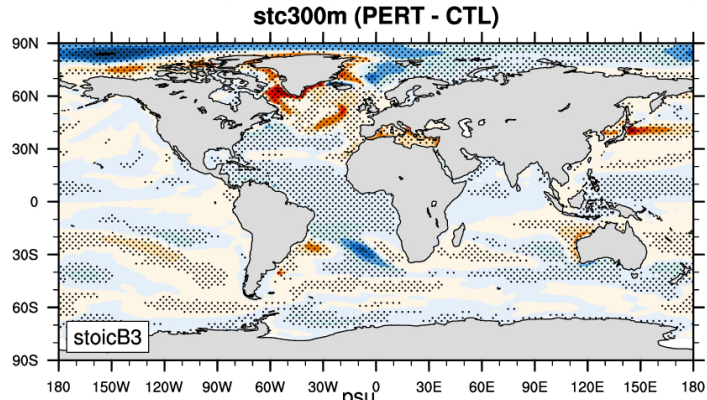 stc300m (PERT - CTL)
90N
60N
30N
0
30S
60S
90S
stoicB3
180 150W 120W 90W 60W 30W 0 30E 60E 90E 120E 150E 180
psu